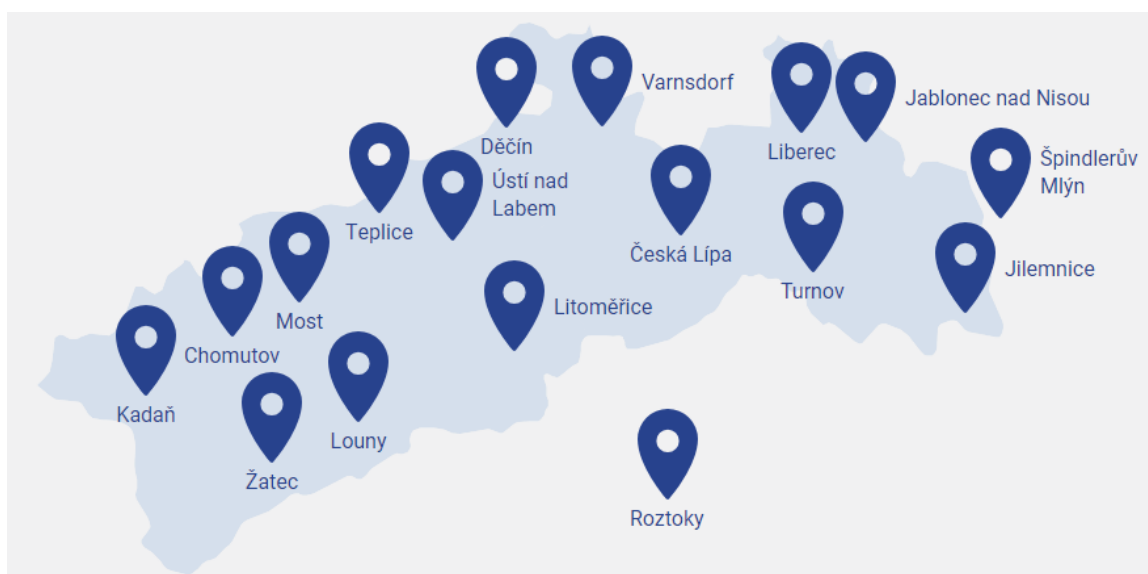 Varnsdorf
Jablonec nad Nisou
Děčín
Liberec
Špindlerův
Mlýn
Ústí nad
Labem
Teplice
Česká Lípa
Jilemnice
Turnov
Litoměřice
Most
Chomutov
Kadaň
Louny
Žatec
Roztoky